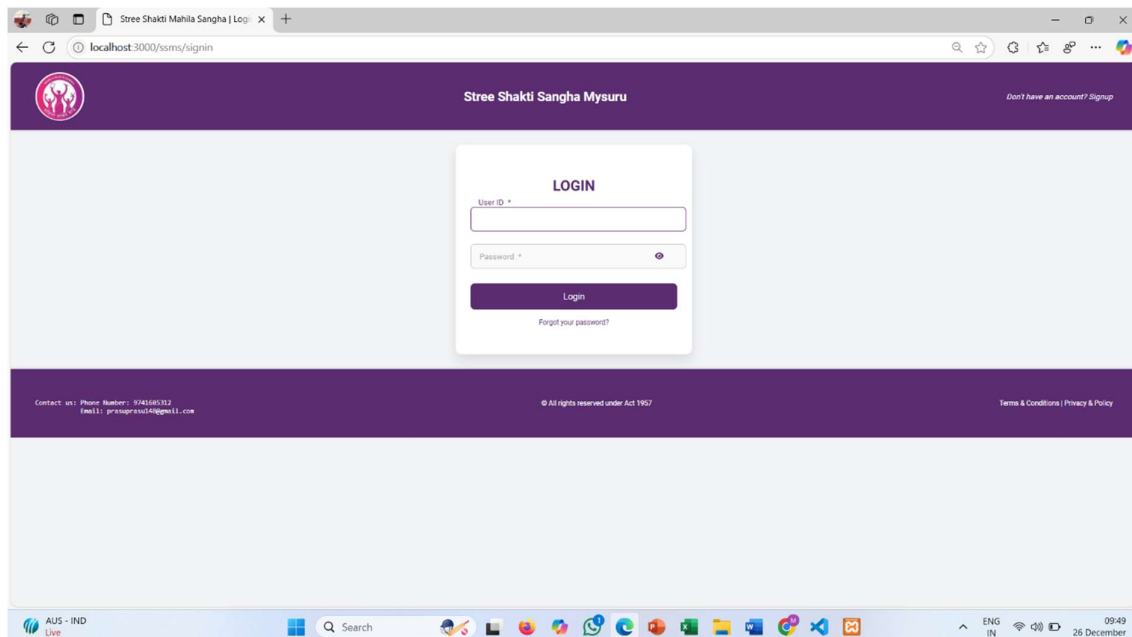 Stree Shakti Mahila Sangha | Logi
localhost:3000/ssms/signin
Stree Shakti Sangha Mysuru
Don't have an account? Signup
LOGIN
User ID *
Password *
Login
Forgot your password?
Contact us: Phone Number: 9741605312
Email: prasuprasu148@gmail.com
© All rights reserved under Act 1957
Terms & Conditions | Privacy & Policy
AUS - IND
Live
Search
ENG
IN
09:49
26 December